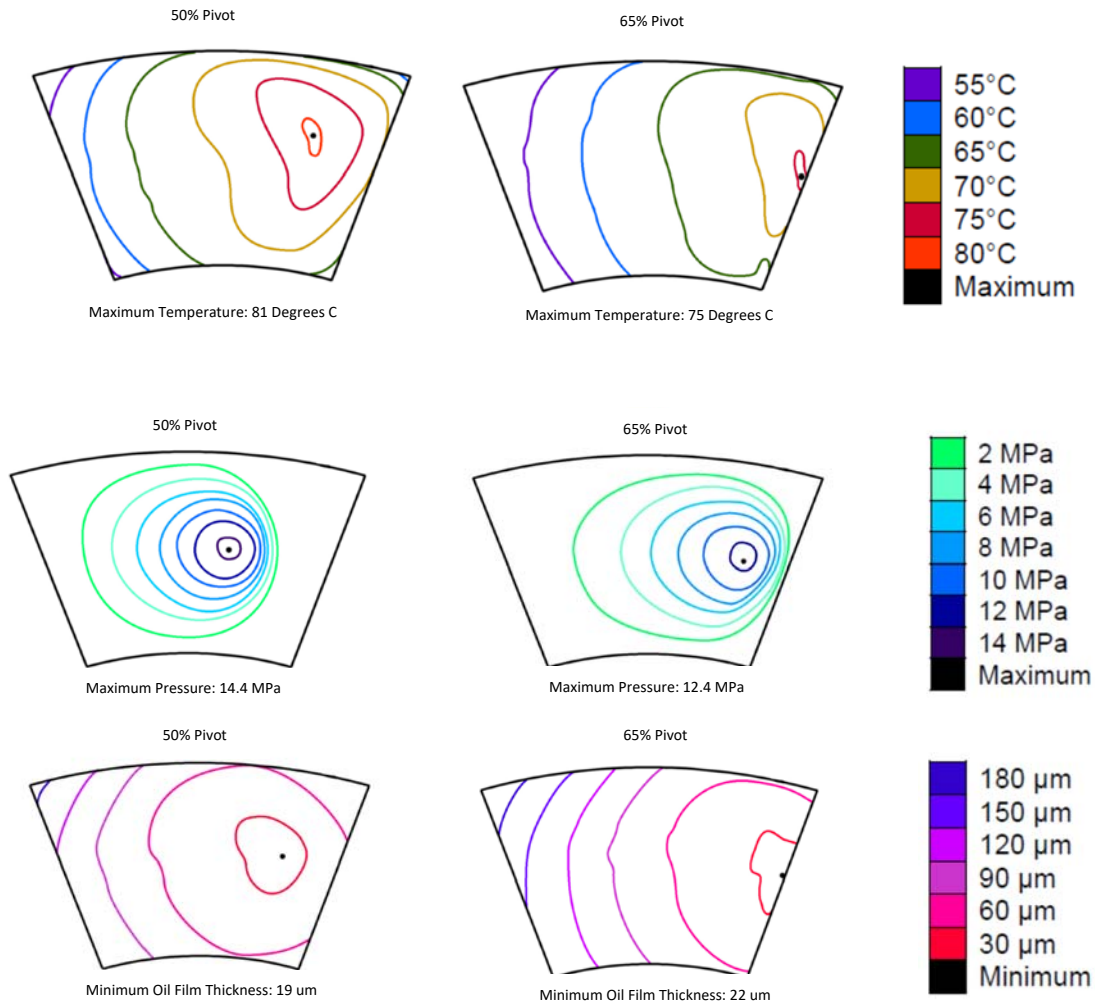 50% Pivot
65% Pivot
55°C
60°C
65°C
70°C
75°C
80°C
Maximum
Maximum Temperature: 81 Degrees C
Maximum Temperature: 75 Degrees C
50% Pivot
65% Pivot
2 MPa
4 MPa
6 MPa
8 MPa
10 MPa
12 MPa
14 MPa
Maximum
Maximum Pressure: 14.4 MPa
Maximum Pressure: 12.4 MPa
50% Pivot
65% Pivot
180 µm
150 µm
120 µm
90 µm
60 µm
30 µm
Minimum
Minimum Oil Film Thickness: 19 um
Minimum Oil Film Thickness: 22 um